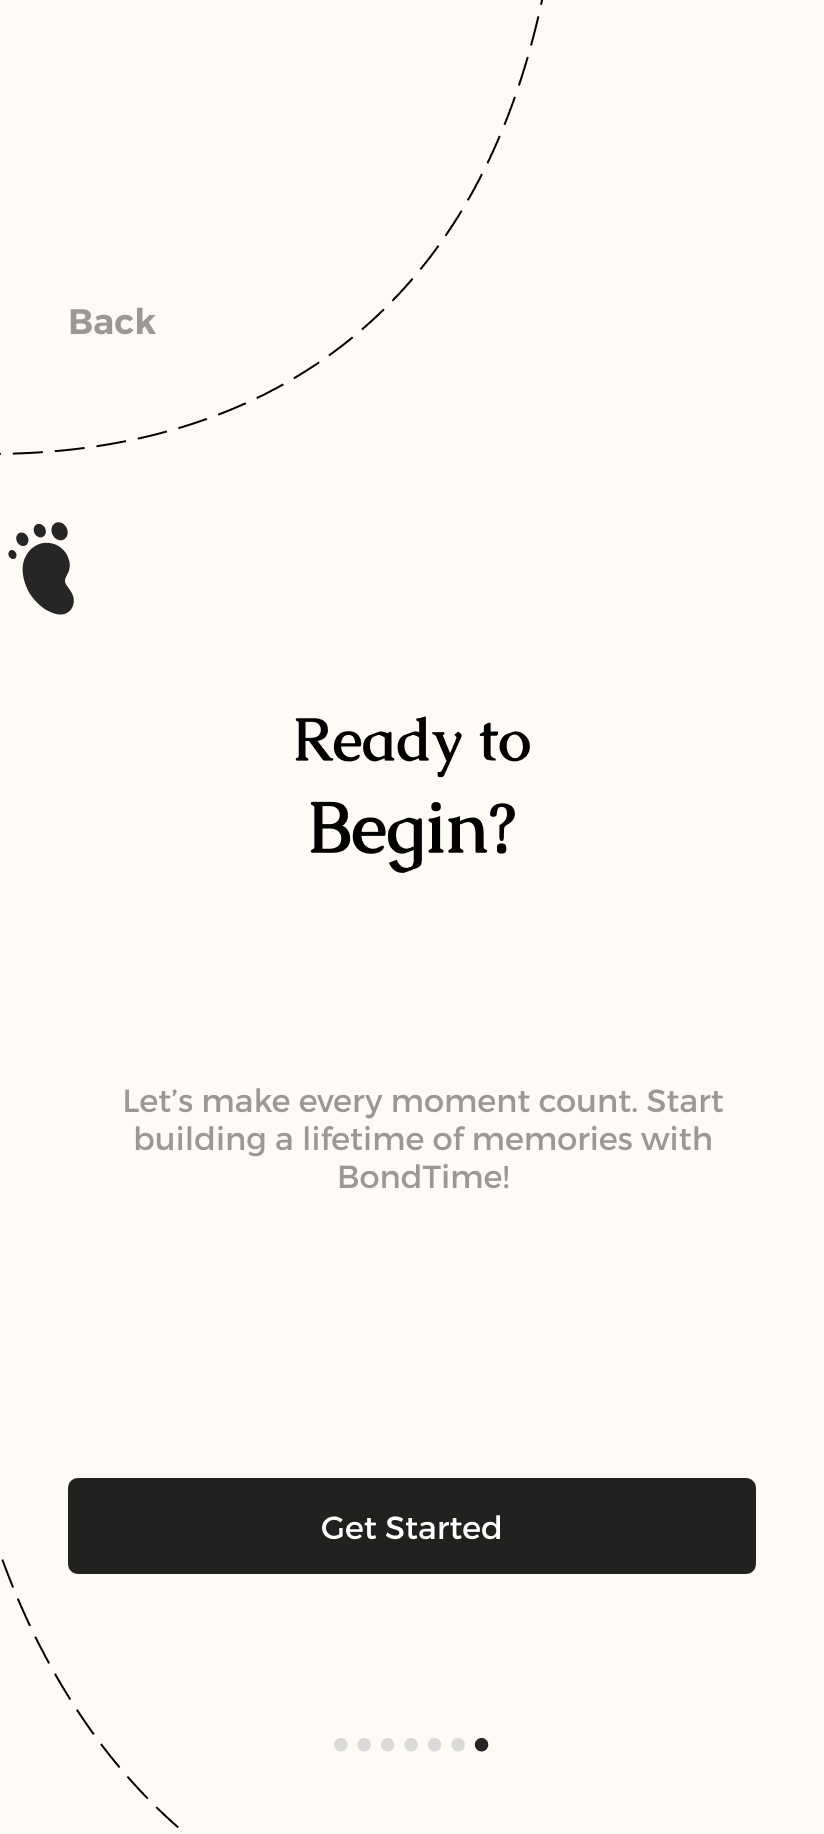 Back
Ready to
Begin?
Let’s make every moment count. Start
building a lifetime of memories with
BondTime!
Get Started